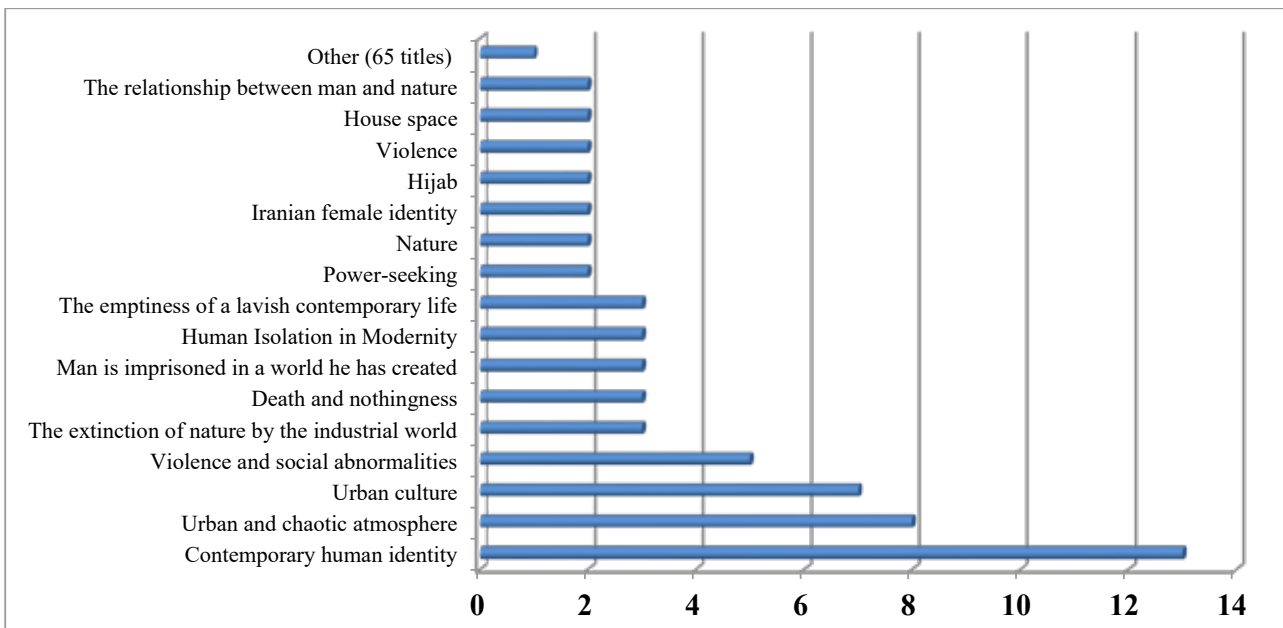 Other (65 titles)
The relationship between man and nature
House space
Violence
Hijab
Iranian female identity
Nature
Power-seeking
The emptiness of a lavish contemporary life
Human Isolation in Modernity
Man is imprisoned in a world he has created
Death and nothingness
The extinction of nature by the industrial world
Violence and social abnormalities
Urban culture
Urban and chaotic atmosphere
Contemporary human identity
0 2 4 6 8 10 12 14